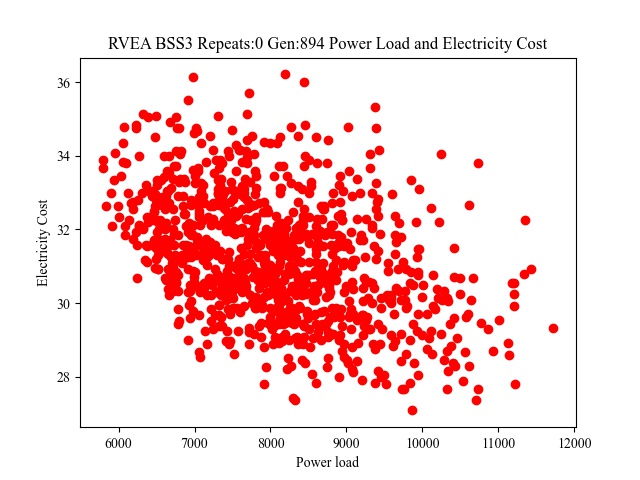 RVEA BSS3 Repeats:0 Gen:894 Power Load and Electricity Cost
36
34
32
30
28
Electricity Cost
6000 7000 8000 9000 10000 11000 12000
Power load